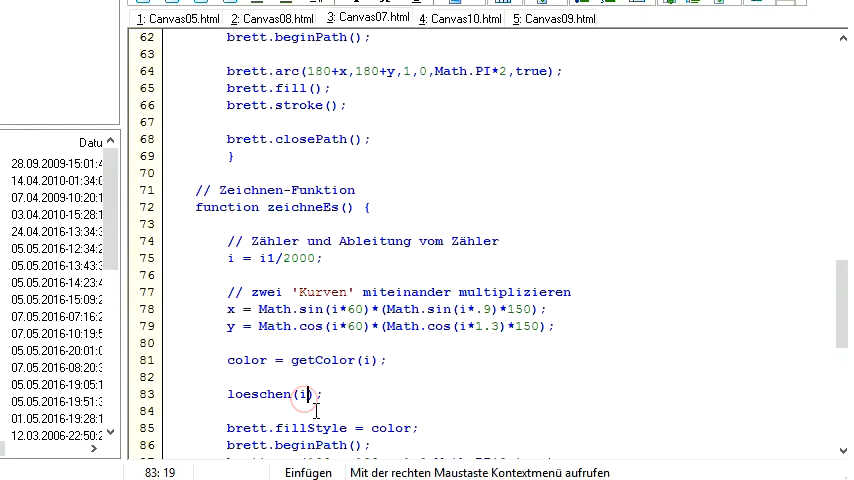 1: Canvas05.html 2: Canvas08.html 3: Canvas07.html 4: Canvas10.html 5: Canvas09.html
62 brett.beginPath();
63
64 brett.arc(180+x,180+y,1,0,Math.PI*2,true);
65 brett.fill();
66 brett.stroke();
67
68 brett.closePath();
69 }
70
71 // Zeichnen-Funktion
72 function zeichneEs() {
73
74 // Zähler und Ableitung vom Zähler
75 i = i1/2000;
76
77 // zwei 'Kurven' miteinander multiplizieren
78 x = Math.sin(i*60)*(Math.sin(i*.9)*150);
79 y = Math.cos(i*60)*(Math.cos(i*1.3)*150);
80
81 color = getColor(i);
82
83 loeschen(i);
84
85 brett.fillStyle = color;
86 brett.beginPath();
Datu
28.09.2009-15:01:4
14.04.2010-01:34:0
07.04.2009-10:20:1
03.04.2010-15:28:1
24.04.2016-13:34:3
05.05.2016-12:34:2
05.05.2016-13:43:3
05.05.2016-14:23:4
05.05.2016-15:09:2
07.05.2016-07:16:2
07.05.2016-10:19:5
05.05.2016-20:01:0
07.05.2016-08:20:3
05.05.2016-19:05:1
05.05.2016-19:51:3
01.05.2016-19:28:1
12.03.2006-22:50:2
83: 19 Einfügen Mit der rechten Maustaste Kontextmenü aufrufen